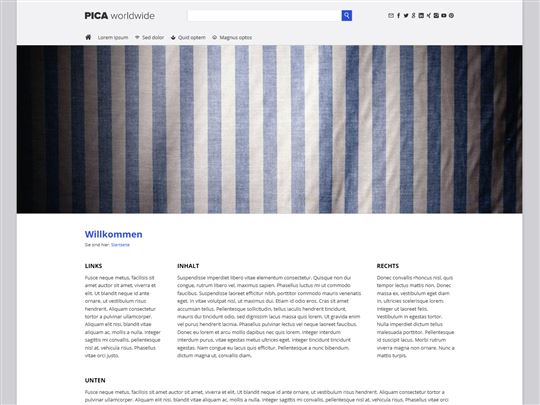 PICA worldwide
Lorem Ipsum Sed dolor Quid optem Magnus optos
Willkommen
Sie sind hier: Startseite
LINKS
Fusce neque metus, facilisis sit
amet auctor sit amet, viverra et
elit. Ut blandit neque id ante
ornare, ut vestibulum risus
hendrerit. Aliquam consectetur
tortor a pulvinar ullamcorper.
Aliquam elit nisi, blandit vitae
aliquam ac, mollis a nulla. Integer
sagittis mi convallis, pellentesque
nisl at, vehicula risus. Phasellus
vitae orci justo.
INHALT
Suspendisse imperdiet libero vitae elementum consectetur. Quisque non dui
congue, rutrum libero vel, maximus sapien. Phasellus luctus mi ut commodo
cursus. Suspendisse laoreet efficitur nibh, porttitor commodo mauris venenatis
eget. In vitae volutpat nisl, ut maximus dui. Etiam id odio eros. Cras sit amet
accumsan tellus. Pellentesque sollicitudin, tellus iaculis hendrerit tincidunt,
mauris dui tincidunt odio, sed dignissim lacus massa quis lorem. Ut gravida enim
vel purus hendrerit lacinia. Phasellus pulvinar lectus vel neque laoreet faucibus.
Donec eu lorem et arcu mollis dapibus nec quis lorem. Integer interdum
interdum purus, vitae egestas metus ultrices eget. Integer tincidunt tincidunt
egestas. Nam congue eu lacus quis efficitur. Pellentesque a nunc bibendum,
dictum magna ut, convallis diam.
RECHTS
Donec convallis rhoncus nisl, quis
tempor lectus mattis non. Donec
massa ex, vestibulum eget diam
in, ultricies scelerisque lorem.
Integer ut laoreet felis.
Vestibulum in egestas tortor.
Nulla imperdiet dictum tellus
malesuada porttitor. Pellentesque
id suscipit lacus. Morbi rutrum
viverra magna non ornare. Nunc a
mattis turpis.
UNTEN
Fusce neque metus, facilisis sit amet auctor sit amet, viverra et elit. Ut blandit neque id ante ornare, ut vestibulum risus hendrerit. Aliquam consectetur tortor a
pulvinar ullamcorper. Aliquam elit nisi, blandit vitae aliquam ac, mollis a nulla. Integer sagittis mi convallis, pellentesque nisl at, vehicula risus. Phasellus vitae orci